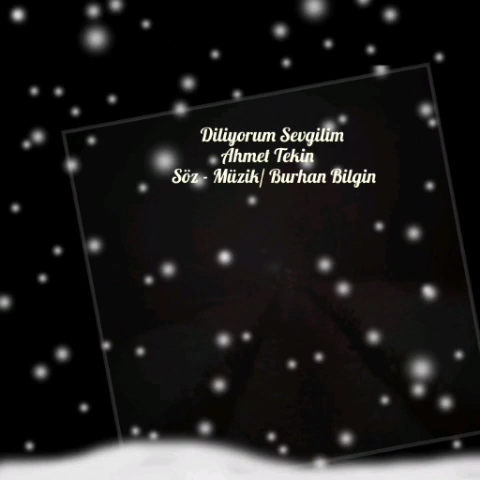 Diliyorum Sevgilim
Ahmet Tekin
Söz - Müzik/ Burhan Bilgin